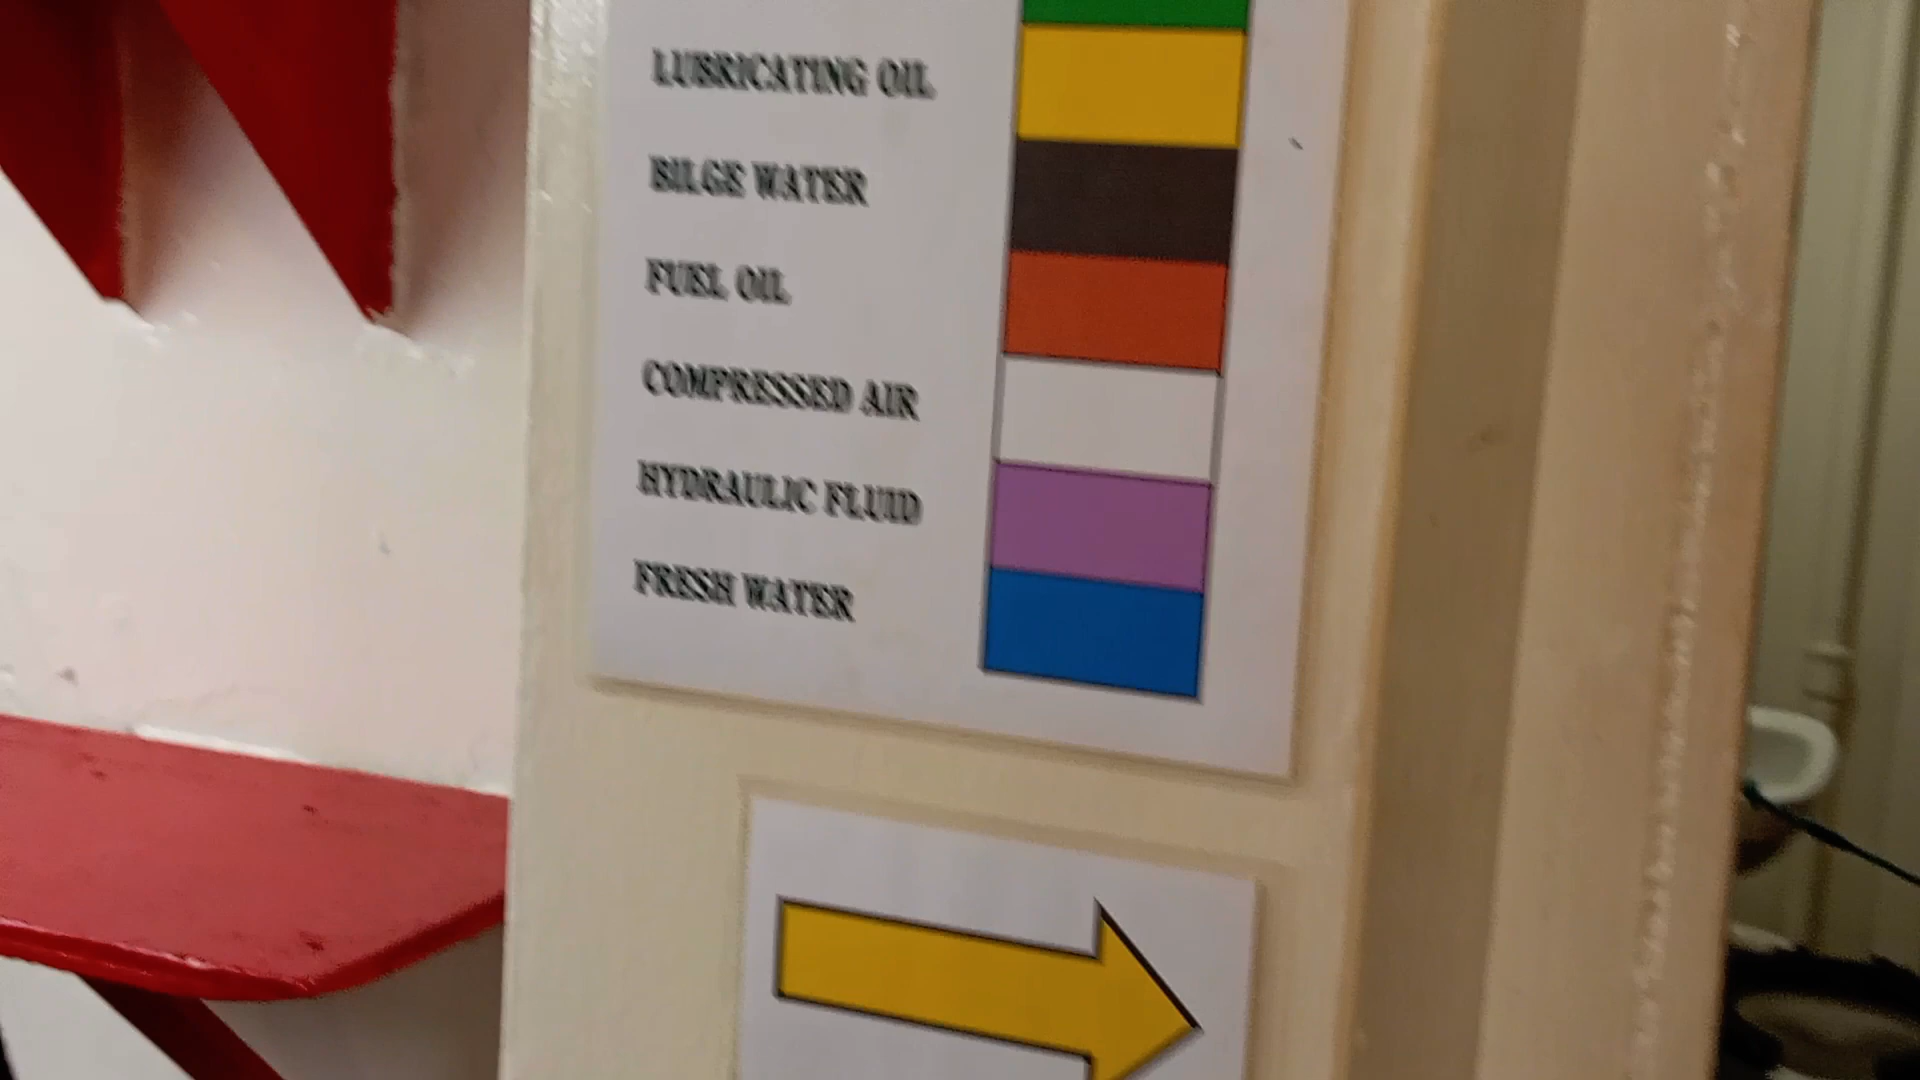 LUBRICATING OIL
BILGE WATER
FUEL OIL
COMPRESSED AIR
HYDRAULIC FLUID
FRESH WATER